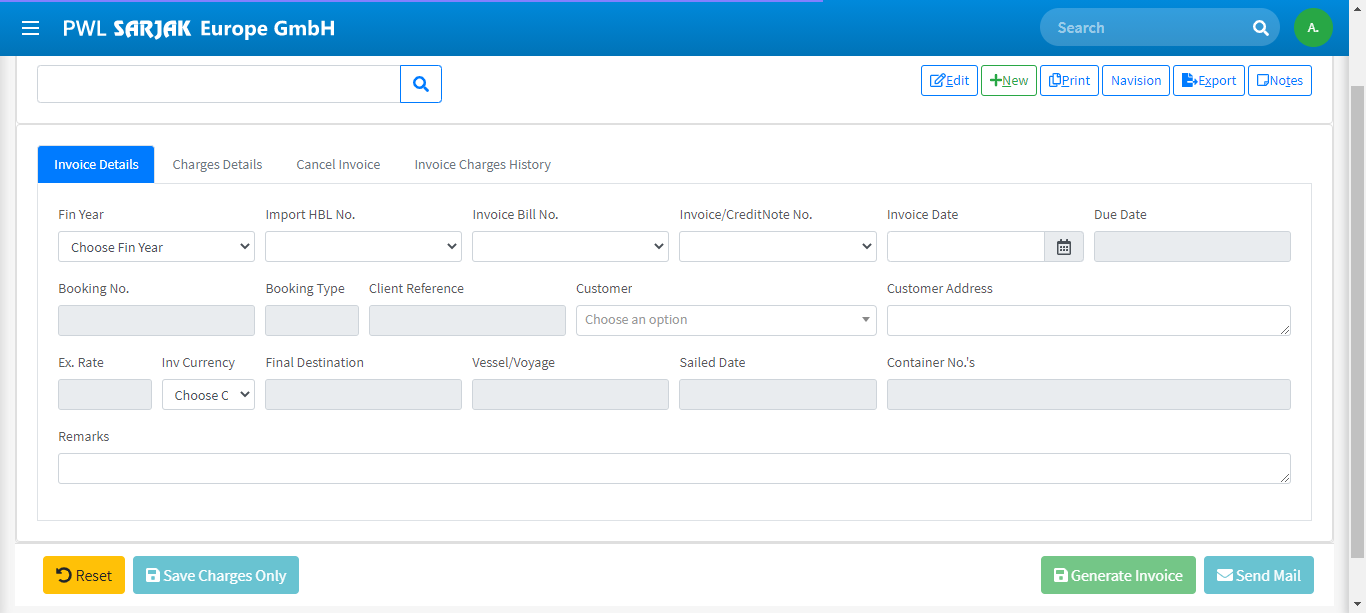 PWL SARJAK Europe GmbH
Search
A.
Edit
New
Print
Navision
Export
Notes
Invoice Details
Charges Details
Cancel Invoice
Invoice Charges History
Fin Year
Import HBL No.
Invoice Bill No.
Invoice/CreditNote No.
Invoice Date
Due Date
Choose Fin Year
Booking No.
Booking Type
Client Reference
Customer
Customer Address
Choose an option
Ex. Rate
Inv Currency
Final Destination
Vessel/Voyage
Sailed Date
Container No.'s
Choose C
Remarks
Reset
Save Charges Only
Generate Invoice
Send Mail